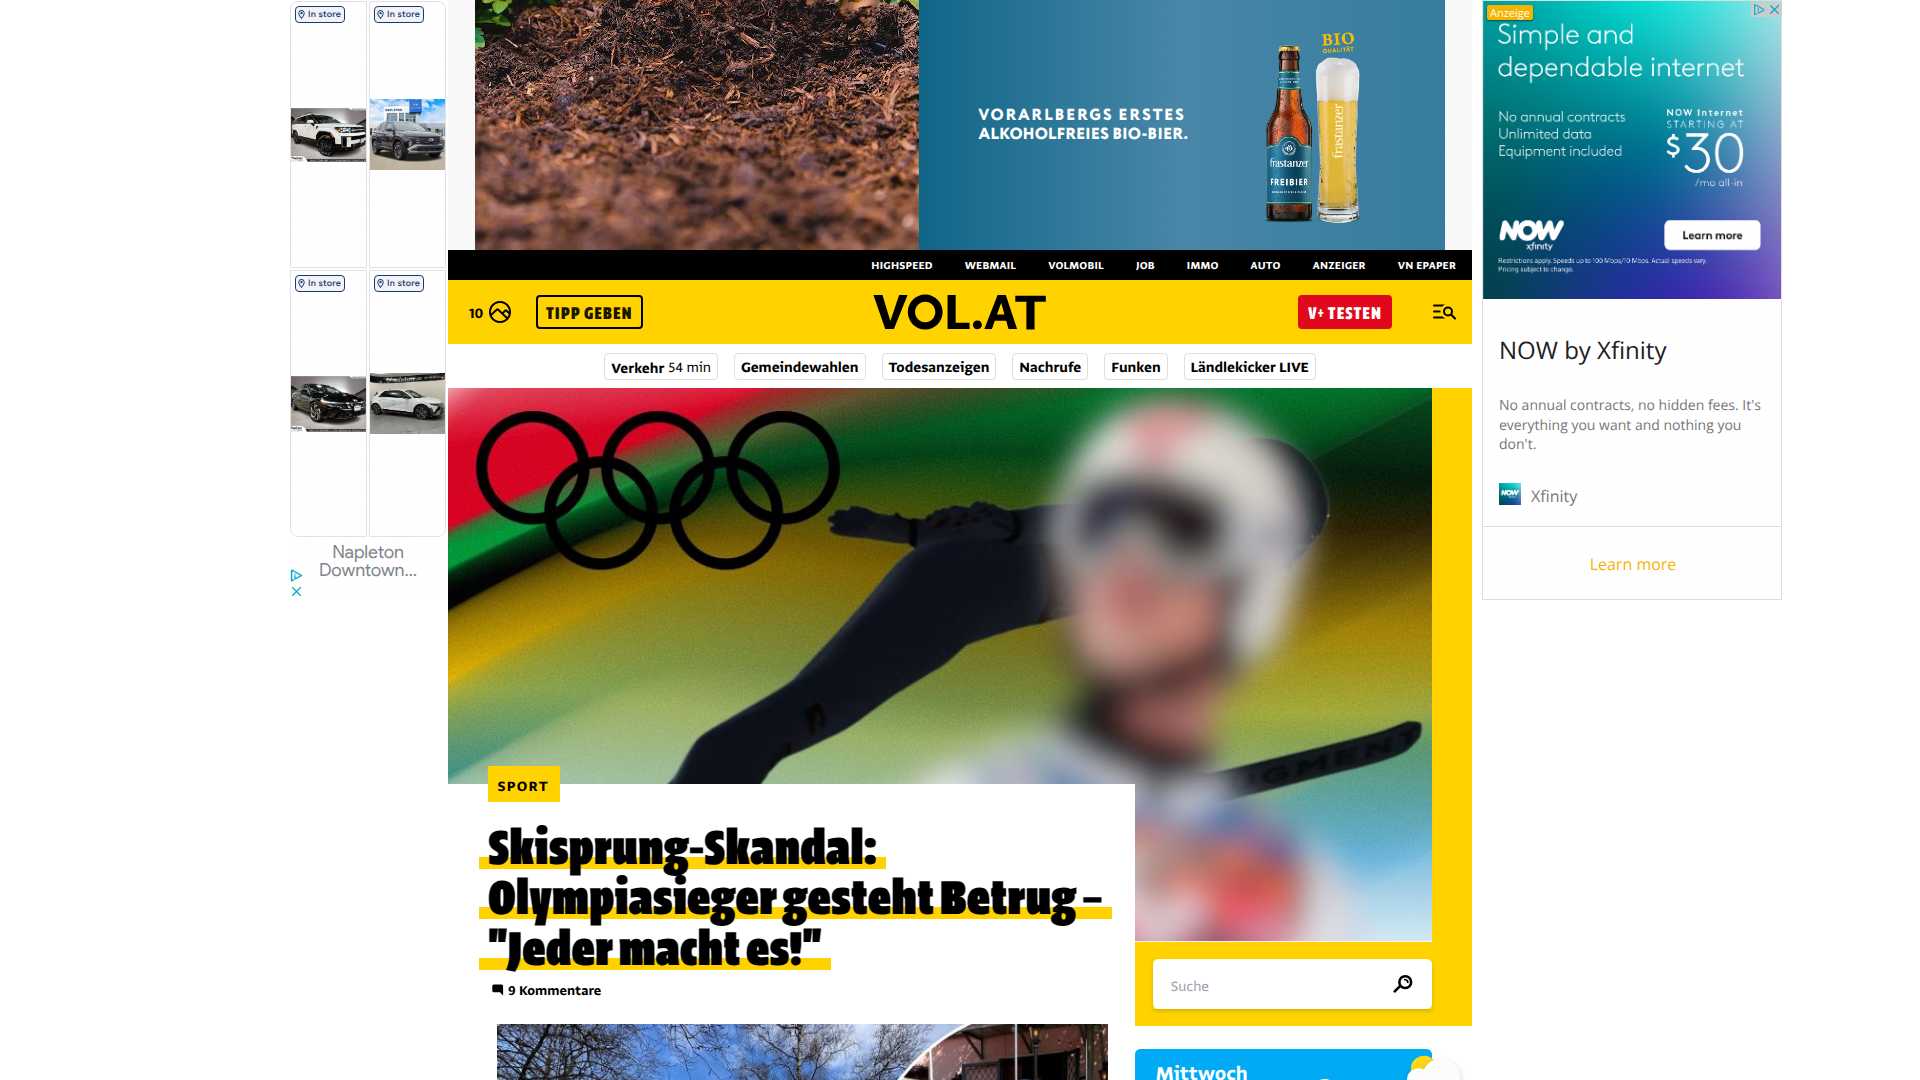 In store
In store
In store
In store
Napleton
Downtown...
VORARLBERGS ERSTES
ALKOHOLFREIES BIO-BIER.
BIO
QUALITÄT
frastanzer
FREIBIER
frastanzer
Anzeige
Simple and
dependable internet
No annual contracts
Unlimited data
Equipment included
NOW Internet
STARTING AT
$30
/mo all-in
NOW
xfinity
Learn more
Restrictions apply. Speeds up to 100 Mbps/10 Mbps. Actual speeds vary.
Pricing subject to change.
NOW by Xfinity
No annual contracts, no hidden fees. It's
everything you want and nothing you
don't.
NOW
Xfinity
Learn more
HIGHSPEED WEBMAIL VOLMOBIL JOB IMMO AUTO ANZEIGER VN EPAPER
10 TIPP GEBEN VOL.AT V+ TESTEN
Verkehr 54 min Gemeindewahlen Todesanzeigen Nachrufe Funken Ländlekicker LIVE
SPORT
Skisprung-Skandal:
Olympiasieger gesteht Betrug –
"Jeder macht es!"
9 Kommentare
Suche
Mittwoch